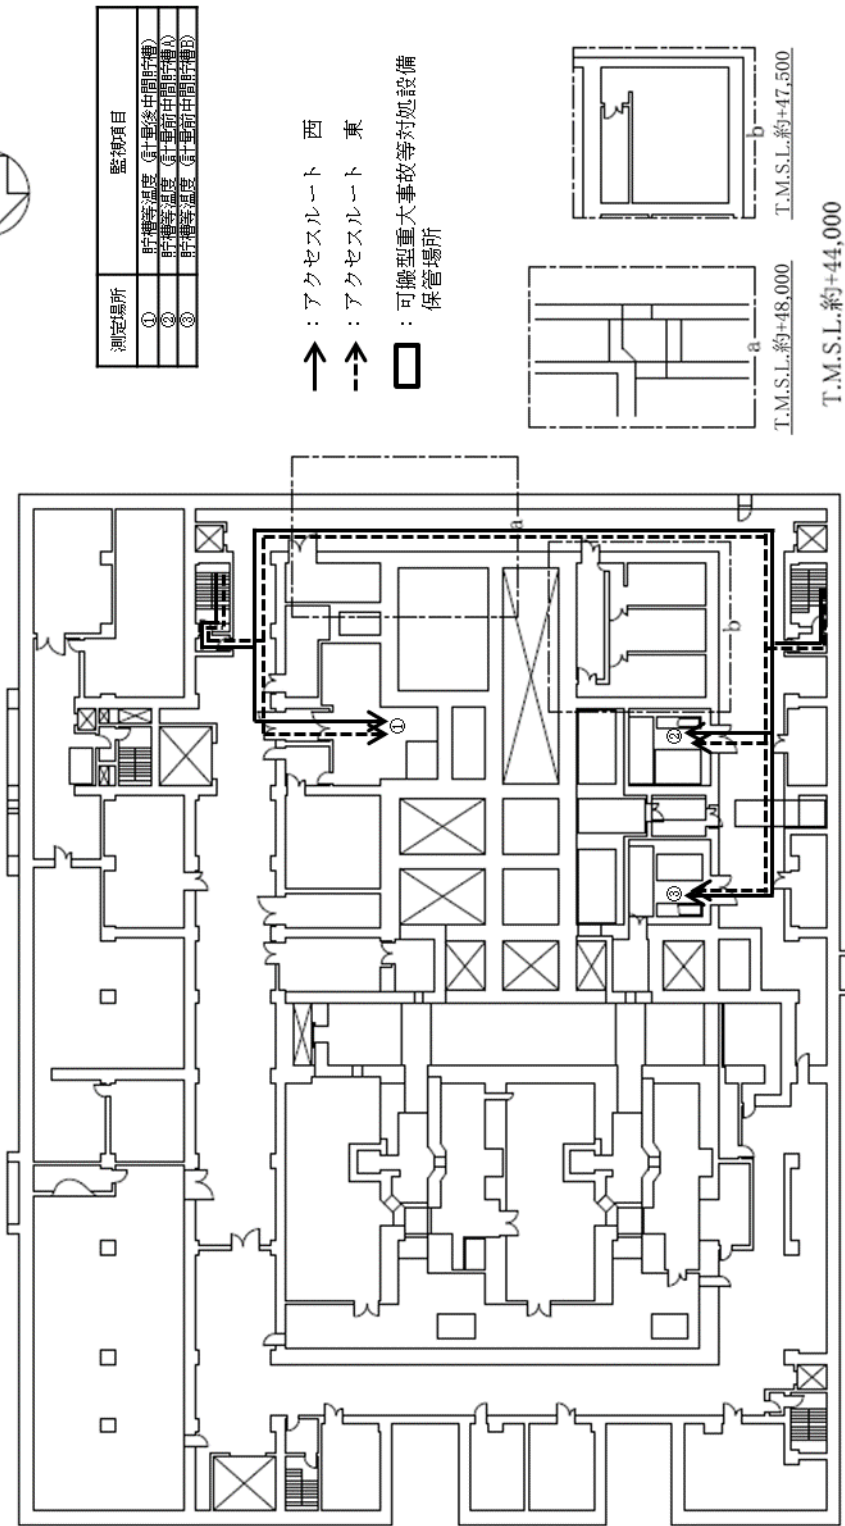 測定場所 監視項目
① 貯槽等温度（計量後中間貯槽）
② 貯槽等温度（計量前中間貯槽A）
③ 貯槽等温度（計量前中間貯槽B）
：アクセスルート 西
：アクセスルート 東
：可搬型重大事故等対処設備
保管場所
a
T.M.S.L.約+48,000
b
T.M.S.L.約+47,500
T.M.S.L.約+44,000
a
b
①
②
③